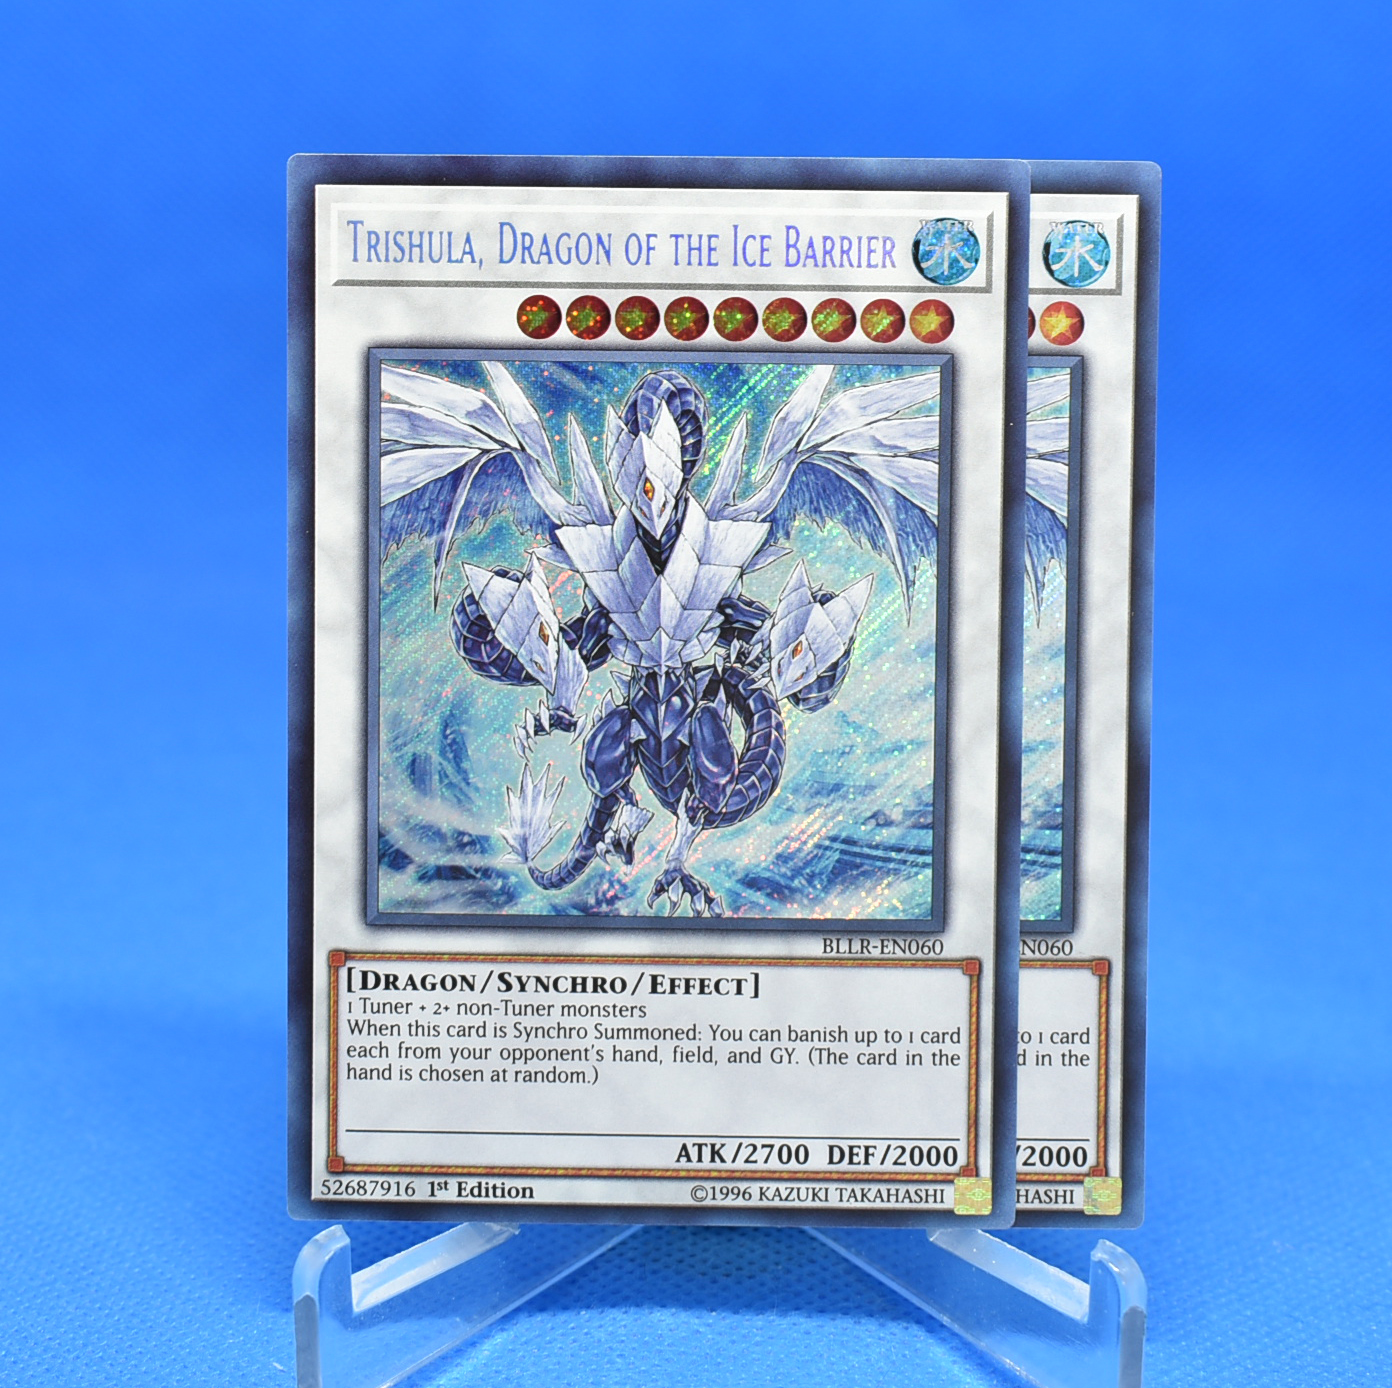 Trishula, Dragon of the Ice Barrier
WATER
水
WATER
水
BLLR-EN060
N060
[Dragon/Synchro/Effect]
1 Tuner + 2+ non-Tuner monsters
When this card is Synchro Summoned: You can banish up to 1 card
each from your opponent's hand, field, and GY. (The card in the
hand is chosen at random.)
to 1 card
d in the
ATK/2700 DEF/2000
/2000
52687916 1st Edition
©1996 KAZUKI TAKAHASHI
HASHI